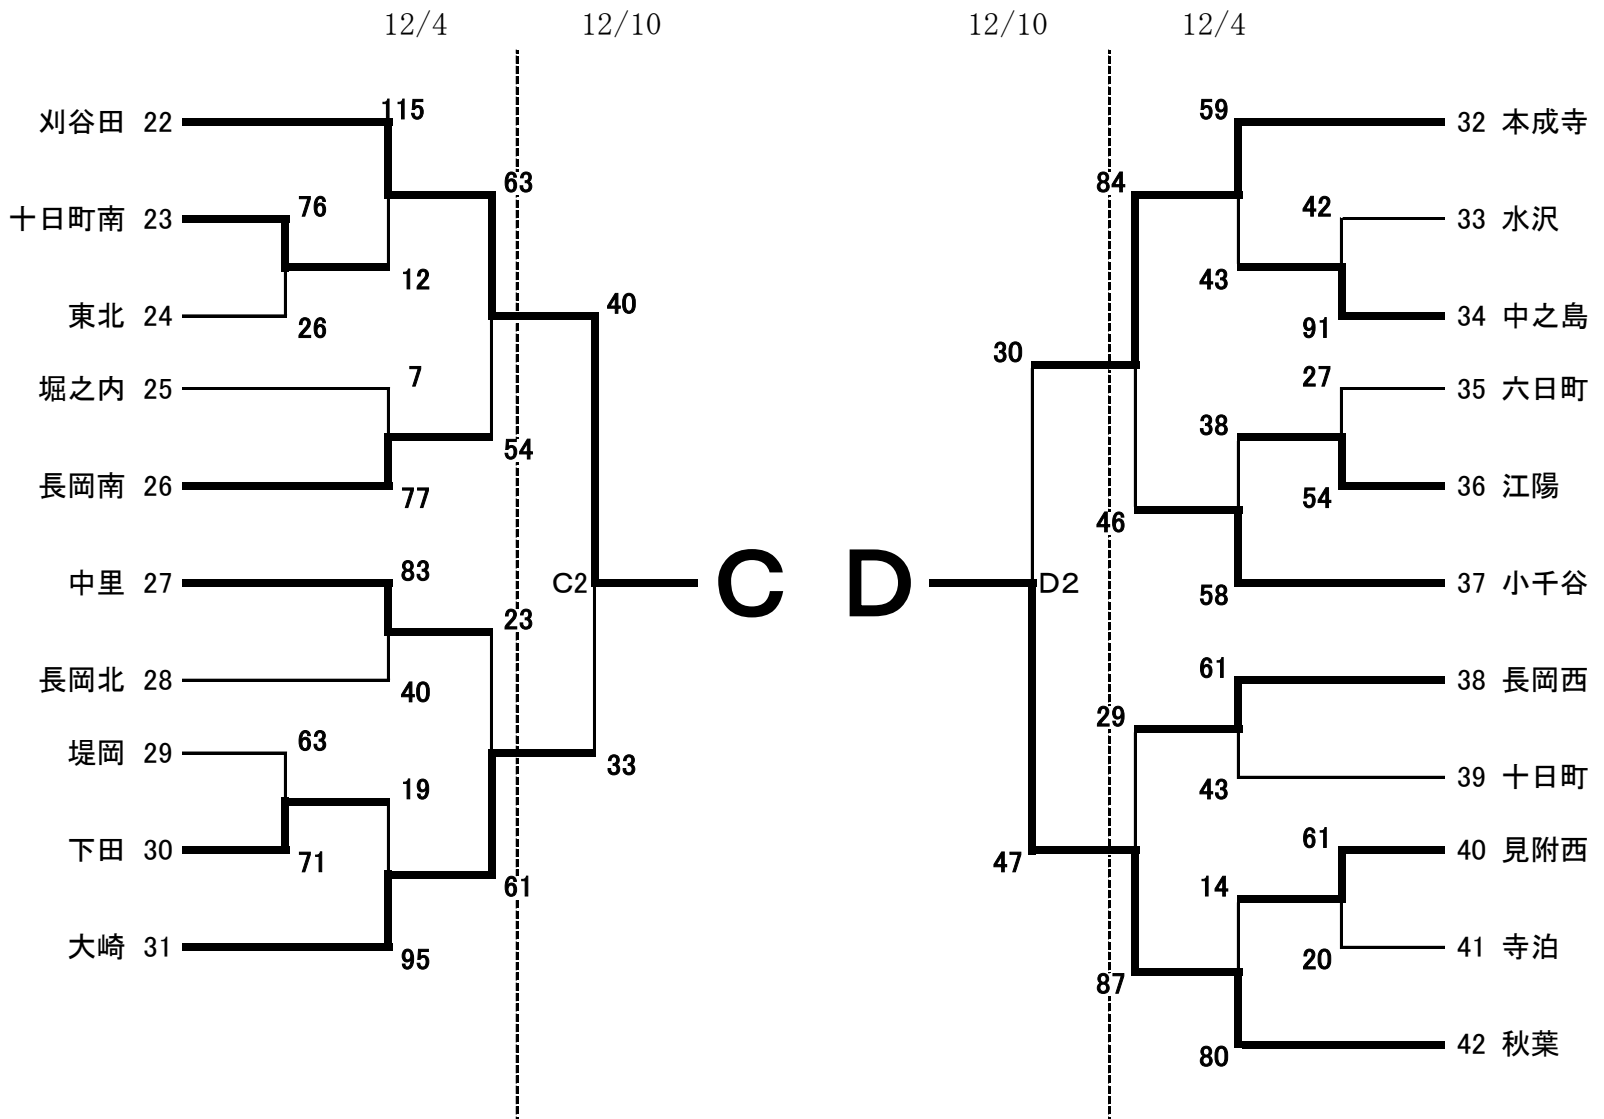 12/4 12/10 12/10 12/4
115 59
刈谷田 22 32 本成寺
63 84
76 42
十日町南 23 33 水沢
12 43
東北 24 40 34 中之島
26 91
30
7 27
堀之内 25 35 六日町
38
54
長岡南 26 36 江陽
77 54
46
83
中里 27 C2 C D D2 37 小千谷
58
23
61
長岡北 28 38 長岡西
40
29
63
堤岡 29 33 39 十日町
19 43
61
下田 30 40 見附西
71 47
61 14
大崎 31 41 寺泊
95 20
87
42 秋葉
80